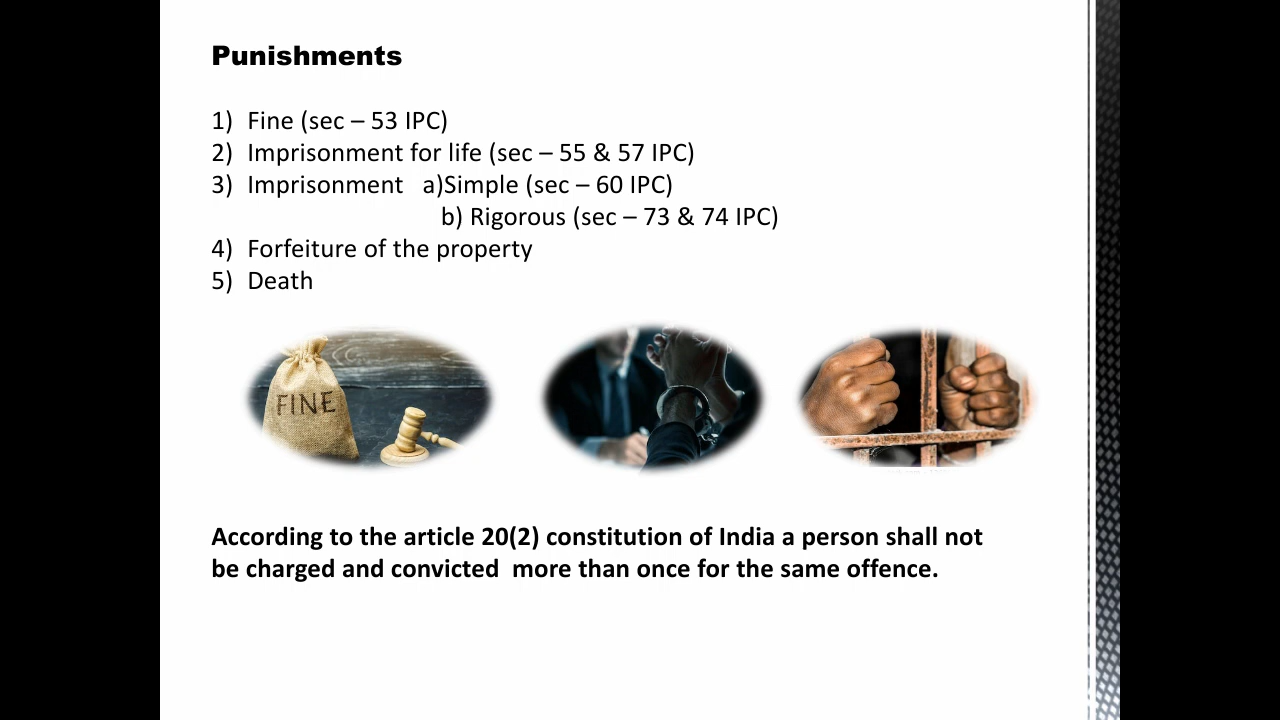 Punishments
1) Fine (sec – 53 IPC)
2) Imprisonment for life (sec – 55 & 57 IPC)
3) Imprisonment a)Simple (sec – 60 IPC)
b) Rigorous (sec – 73 & 74 IPC)
4) Forfeiture of the property
5) Death
FINE
According to the article 20(2) constitution of India a person shall not
be charged and convicted more than once for the same offence.